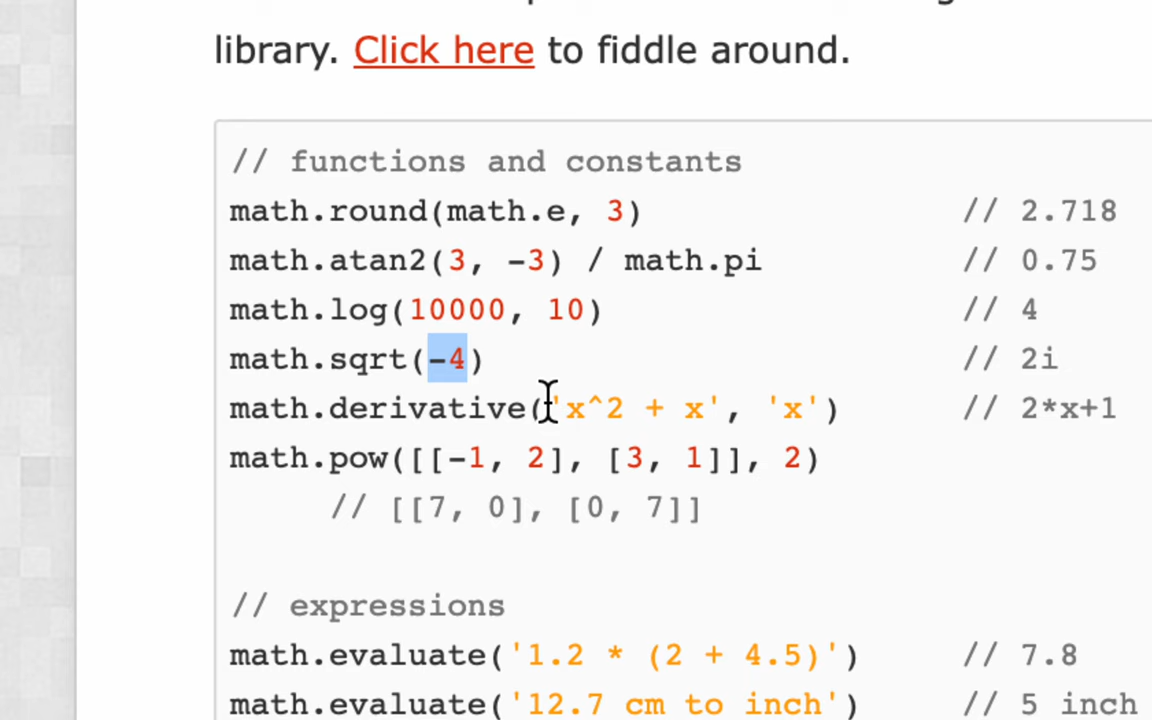 library. Click here to fiddle around.
// functions and constants
math.round(math.e, 3) // 2.718
math.atan2(3, -3) / math.pi // 0.75
math.log(10000, 10) // 4
math.sqrt(-4) // 2i
math.derivative('x^2 + x', 'x') // 2*x+1
math.pow([[-1, 2], [3, 1]], 2)
// [[7, 0], [0, 7]]
// expressions
math.evaluate('1.2 * (2 + 4.5)') // 7.8
math.evaluate('12.7 cm to inch') // 5 inch